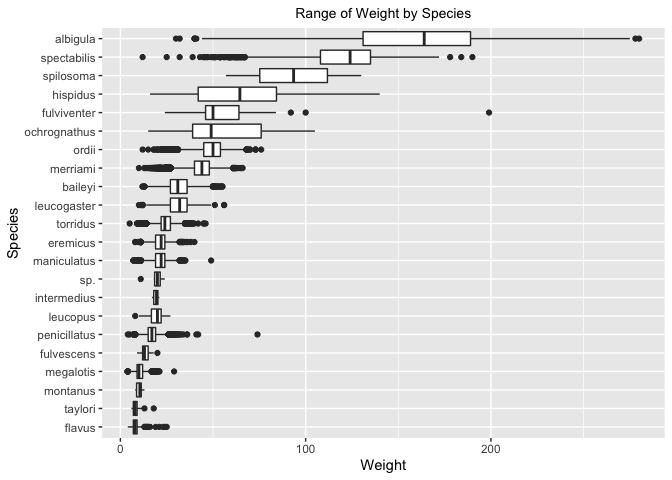 Range of Weight by Species
albigula
spectabilis
spilosoma
hispidus
fulviventer
ochrognathus
ordii
merriami
baileyi
leucogaster
torridus
eremicus
maniculatus
sp.
intermedius
leucopus
penicillatus
fulvescens
megalotis
montanus
taylori
flavus
Species
0 100 200
Weight